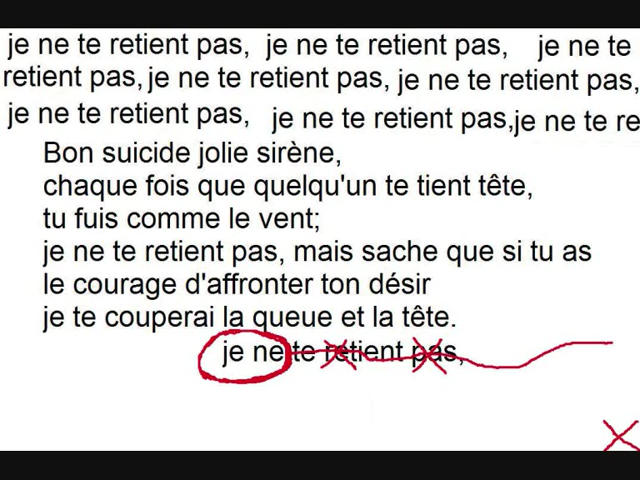 je ne te retient pas, je ne te retient pas, je ne te
retient pas, je ne te retient pas, je ne te retient pas,
je ne te retient pas, je ne te retient pas, je ne te re
Bon suicide jolie sirène,
chaque fois que quelqu'un te tient tête,
tu fuis comme le vent;
je ne te retient pas, mais sache que si tu as
le courage d'affronter ton désir
je te couperai la queue et la tête.
je ne te retient pas,